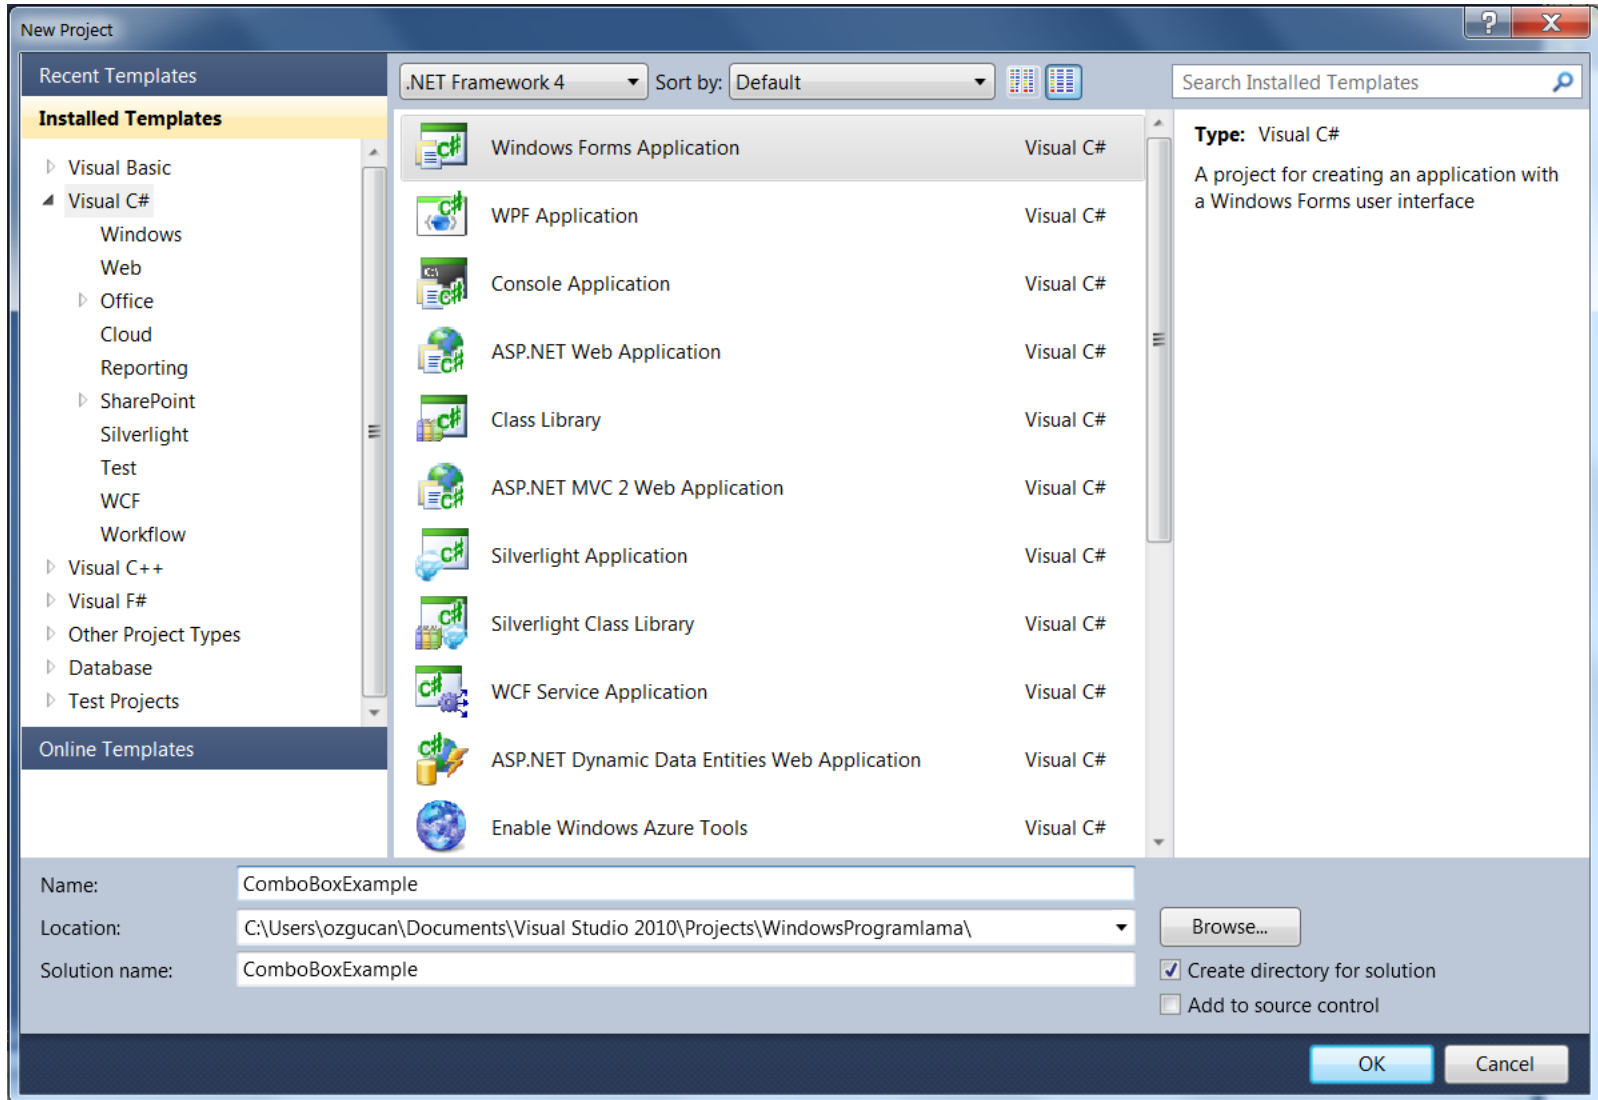 New Project
Recent Templates
Installed Templates
Visual Basic
Visual C#
Windows
Web
Office
Cloud
Reporting
SharePoint
Silverlight
Test
WCF
Workflow
Visual C++
Visual F#
Other Project Types
Database
Test Projects
Online Templates
.NET Framework 4 Sort by: Default
Windows Forms Application Visual C#
WPF Application Visual C#
Console Application Visual C#
ASP.NET Web Application Visual C#
Class Library Visual C#
ASP.NET MVC 2 Web Application Visual C#
Silverlight Application Visual C#
Silverlight Class Library Visual C#
WCF Service Application Visual C#
ASP.NET Dynamic Data Entities Web Application Visual C#
Enable Windows Azure Tools Visual C#
Search Installed Templates
Type: Visual C#
A project for creating an application with
a Windows Forms user interface
Name: ComboBoxExample
Location: C:\Users\ozgucan\Documents\Visual Studio 2010\Projects\WindowsProgramlama\ Browse...
Solution name: ComboBoxExample
Create directory for solution
Add to source control
OK Cancel